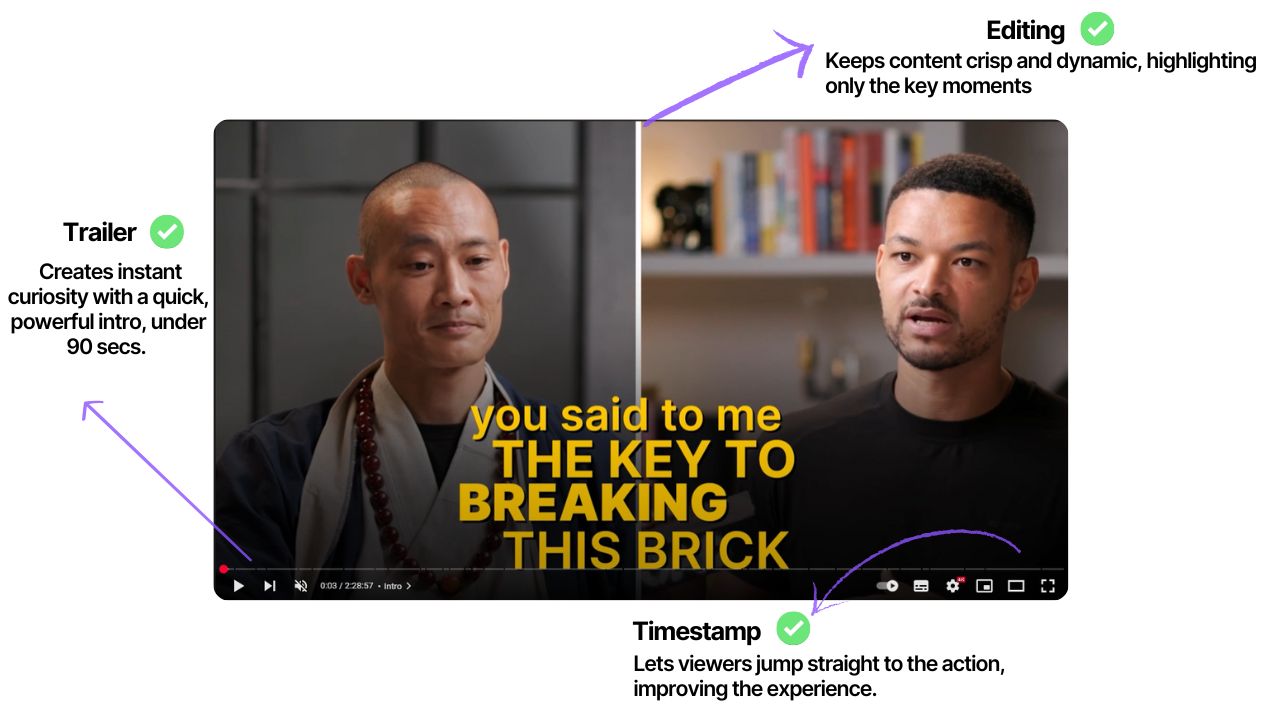 Editing
Keeps content crisp and dynamic, highlighting
only the key moments
Trailer
Creates instant
curiosity with a quick,
powerful intro, under
90 secs.
you said to me
THE KEY TO
BREAKING
THIS BRICK
0:03 / 2:28:57 • Intro >
Timestamp
Lets viewers jump straight to the action,
improving the experience.